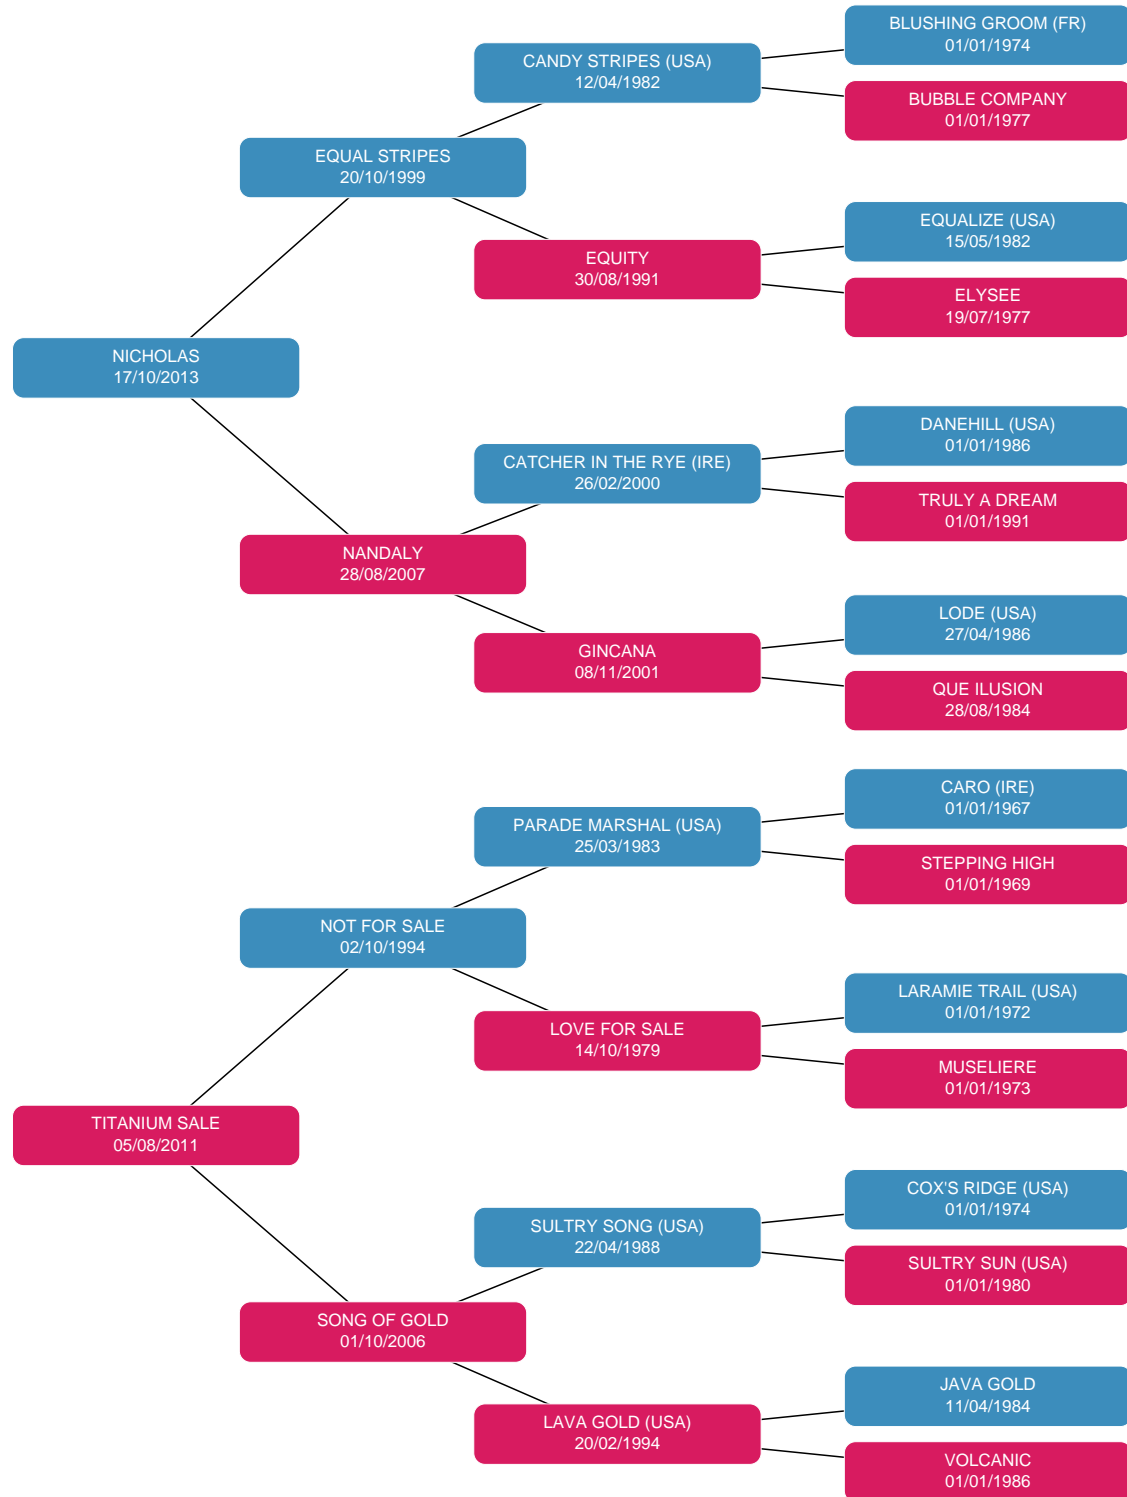 BLUSHING GROOM (FR)
01/01/1974
CANDY STRIPES (USA)
12/04/1982
BUBBLE COMPANY
01/01/1977
EQUAL STRIPES
20/10/1999
EQUALIZE (USA)
15/05/1982
EQUITY
30/08/1991
ELYSEE
19/07/1977
NICHOLAS
17/10/2013
DANEHILL (USA)
01/01/1986
CATCHER IN THE RYE (IRE)
26/02/2000
TRULY A DREAM
01/01/1991
NANDALY
28/08/2007
LODE (USA)
27/04/1986
GINCANA
08/11/2001
QUE ILUSION
28/08/1984
CARO (IRE)
01/01/1967
PARADE MARSHAL (USA)
25/03/1983
STEPPING HIGH
01/01/1969
NOT FOR SALE
02/10/1994
LARAMIE TRAIL (USA)
01/01/1972
LOVE FOR SALE
14/10/1979
MUSELIERE
01/01/1973
TITANIUM SALE
05/08/2011
COX'S RIDGE (USA)
01/01/1974
SULTRY SONG (USA)
22/04/1988
SULTRY SUN (USA)
01/01/1980
SONG OF GOLD
01/10/2006
JAVA GOLD
11/04/1984
LAVA GOLD (USA)
20/02/1994
VOLCANIC
01/01/1986